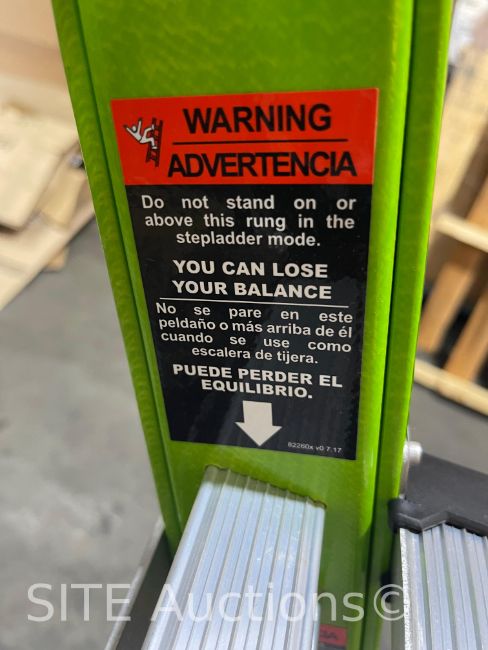 WARNING
ADVERTENCIA
Do not stand on or
above this rung in the
stepladder mode.
YOU CAN LOSE
YOUR BALANCE
No se pare en este
peldaño o más arriba de él
cuando se use como
escalera de tijera.
PUEDE PERDER EL
EQUILIBRIO.
82260x v0 7.17
SITE Auctions©